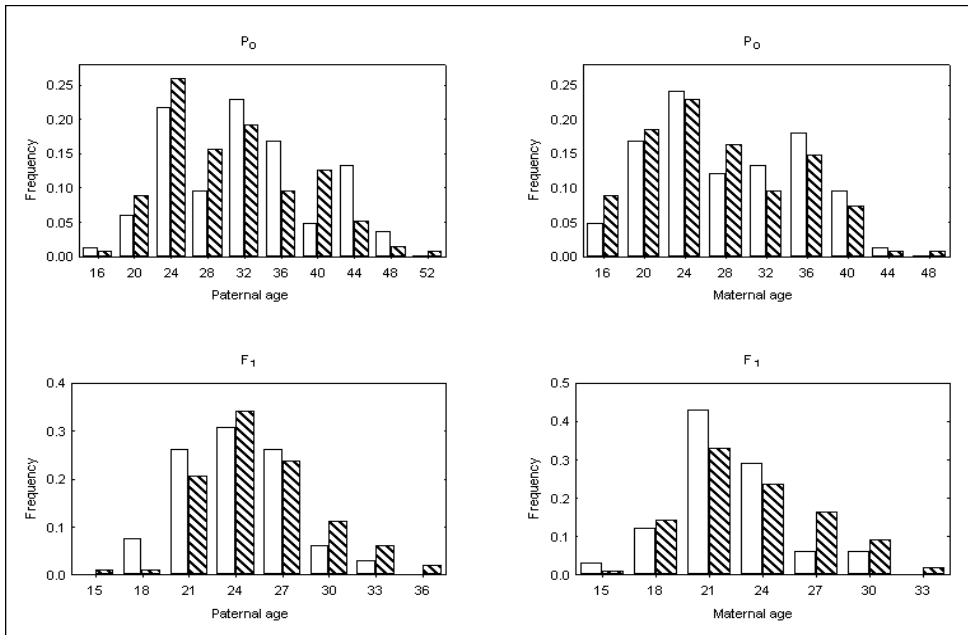 P0
Frequency
0.25
0.20
0.15
0.10
0.05
0.00
16 20 24 28 32 36 40 44 48 52
Paternal age
P0
Frequency
0.25
0.20
0.15
0.10
0.05
0.00
16 20 24 28 32 36 40 44 48
Maternal age
F1
Frequency
0.4
0.3
0.2
0.1
0.0
15 18 21 24 27 30 33 36
Paternal age
F1
Frequency
0.5
0.4
0.3
0.2
0.1
0.0
15 18 21 24 27 30 33
Maternal age